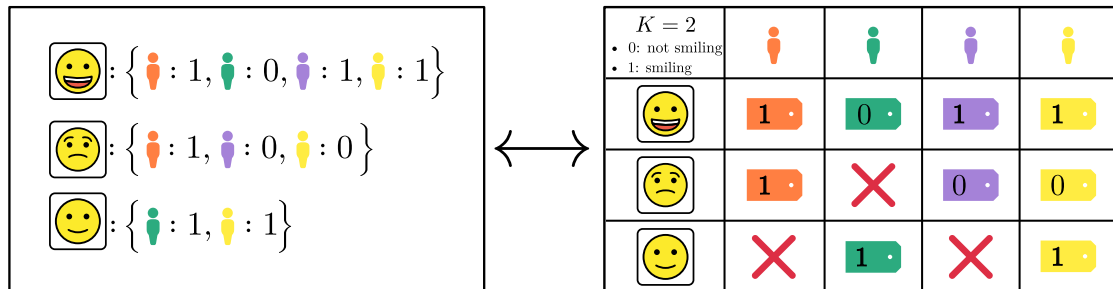 : { : 1, : 0, : 1, : 1}
: { : 1, : 0, : 0}
: { : 1, : 1}
K = 2
• 0: not smiling
• 1: smiling
1 0 1 1
1 0 0
1 1